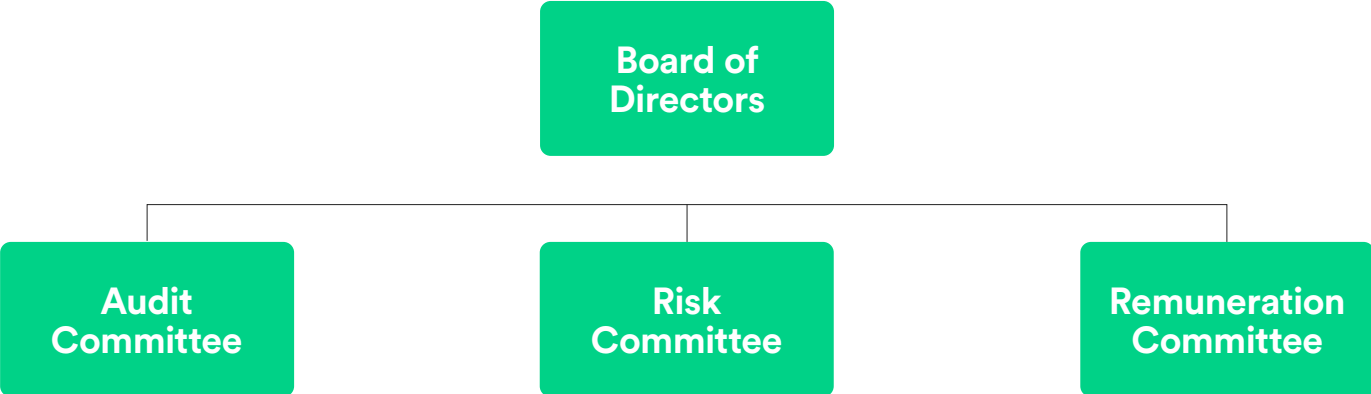 Board of
Directors
Audit
Committee
Risk
Committee
Remuneration
Committee